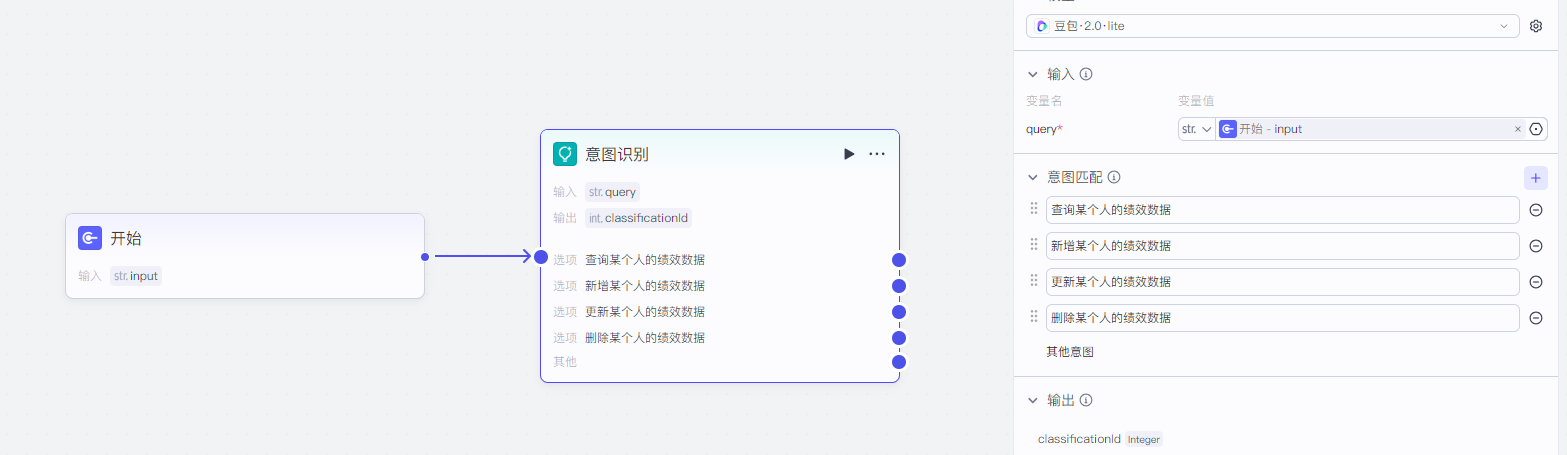 开始
输入 str. input
意图识别
输入 str. query
输出 int. classificationId
选项 查询某个人的绩效数据
选项 新增某个人的绩效数据
选项 更新某个人的绩效数据
选项 删除某个人的绩效数据
其他
豆包·2.0·lite
输入
变量名 变量值
query* str. 开始 - input
意图匹配
查询某个人的绩效数据
新增某个人的绩效数据
更新某个人的绩效数据
删除某个人的绩效数据
其他意图
输出
classificationId Integer